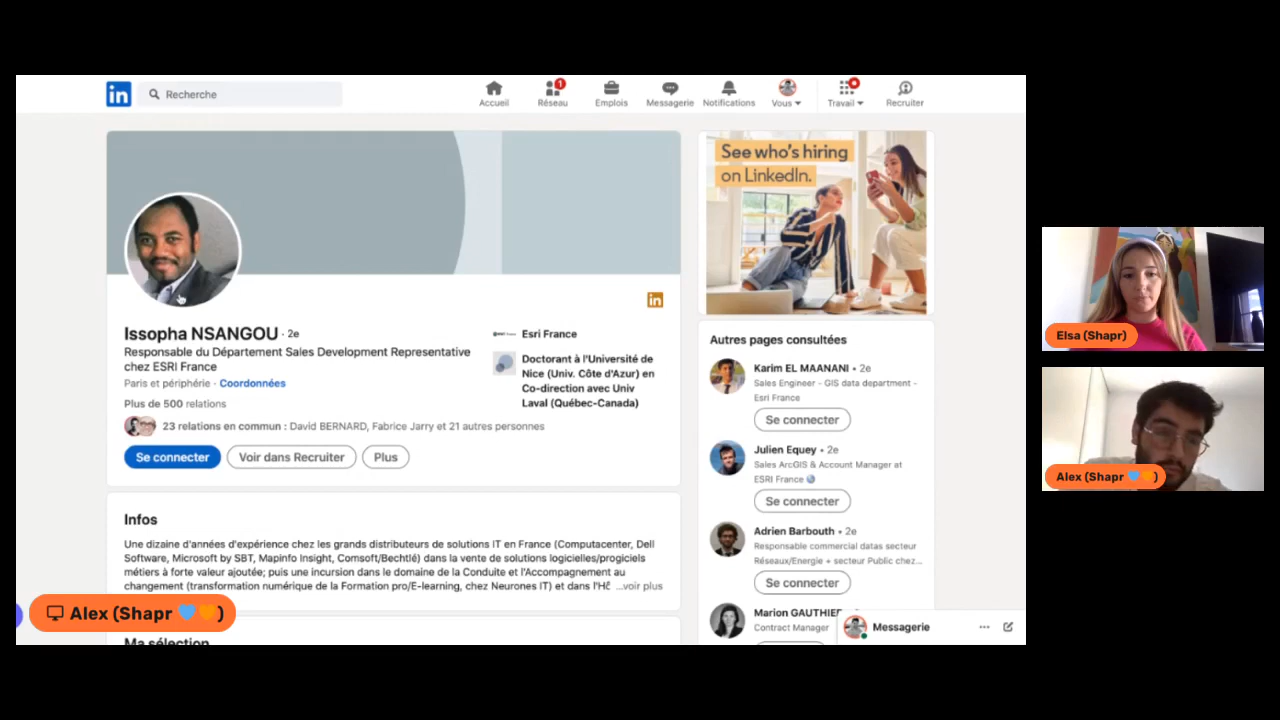 in
Recherche
1
Accueil
Réseau
Emplois
Messagerie
Notifications
Vous
Travail
Recruiter
See who's hiring
on LinkedIn.
in
Issopha NSANGOU · 2e
Responsable du Département Sales Development Representative
chez ESRI France
Paris et périphérie · Coordonnées
Plus de 500 relations
23 relations en commun : David BERNARD, Fabrice Jarry et 21 autres personnes
Se connecter
Voir dans Recruiter
Plus
Esri France
Doctorant à l'Université de
Nice (Univ. Côte d'Azur) en
Co-direction avec Univ
Laval (Québec-Canada)
Infos
Une dizaine d'années d'expérience chez les grands distributeurs de solutions IT en France (Computacenter, Dell
Software, Microsoft by SBT, Mapinfo Insight, Comsoft/Bechtlé) dans la vente de solutions logicielles/progiciels
métiers à forte valeur ajoutée; puis une incursion dans le domaine de la Conduite et l'Accompagnement au
changement (transformation numérique de la Formation pro/E-learning, chez Neurones IT) et dans l'HÉ ...voir plus
Ma sélection
Autres pages consultées
Karim EL MAANANI • 2e
Sales Engineer - GIS data department -
Esri France
Se connecter
Julien Equey • 2e
Sales ArcGIS & Account Manager at
ESRI France
Se connecter
Adrien Barbouth • 2e
Responsable commercial datas secteur
Réseaux/Energie + secteur Public chez...
Se connecter
Marion GAUTHIER
Contract Manager
Messagerie
Alex (Shapr 🩵🧡)
Elsa (Shapr)
Alex (Shapr 🩵🧡)